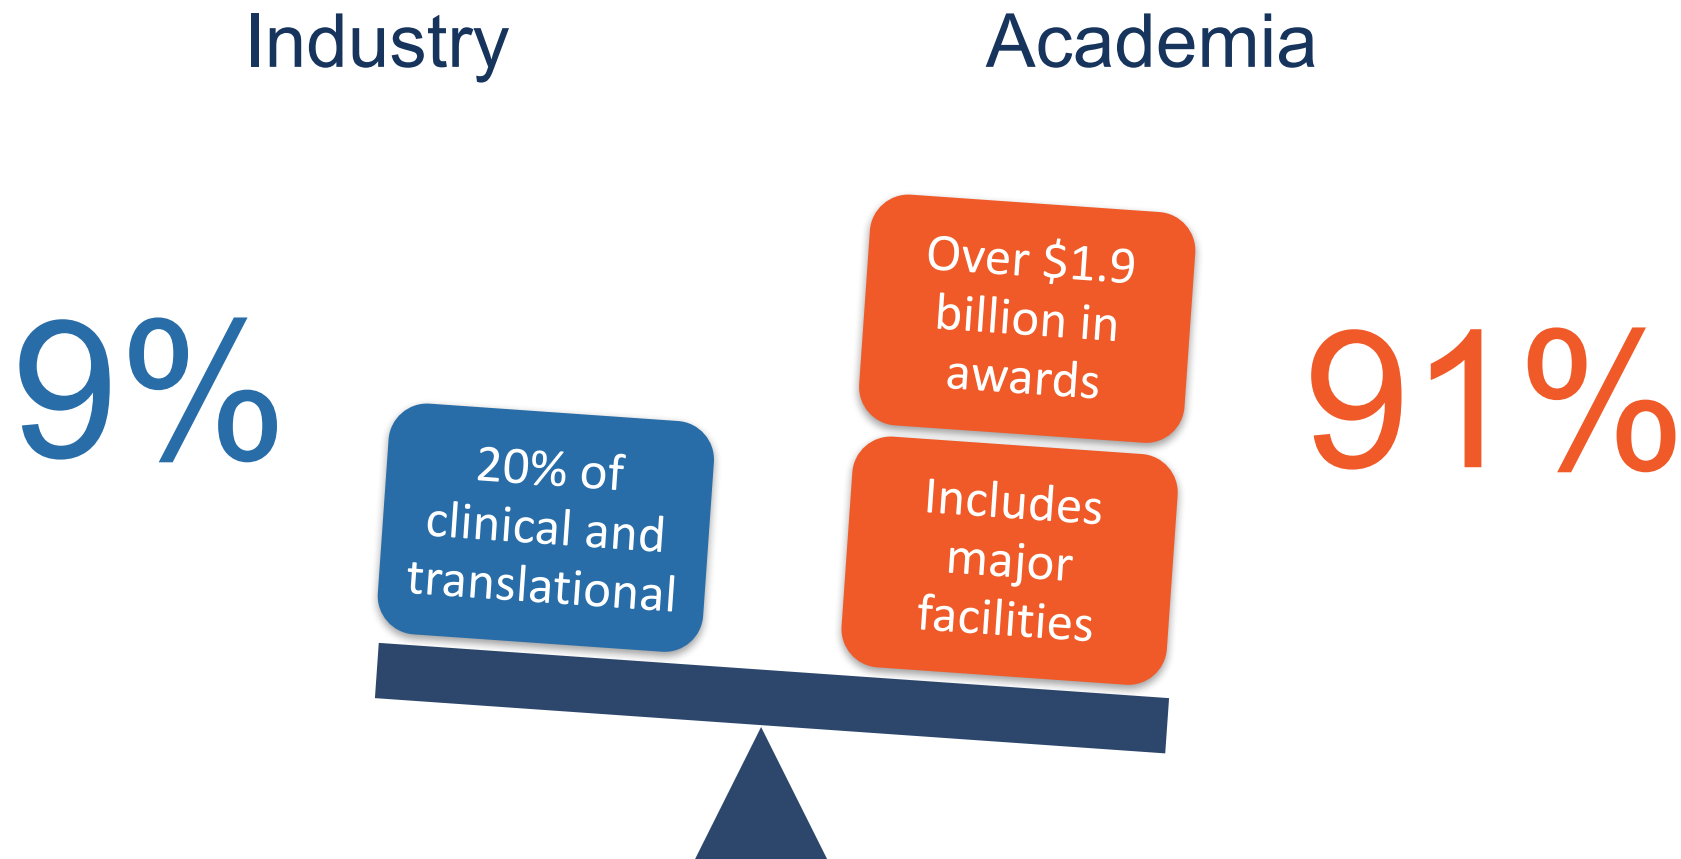 Industry
Academia
9%
20% of
clinical and
translational
Over $1.9
billion in
awards
Includes
major
facilities
91%